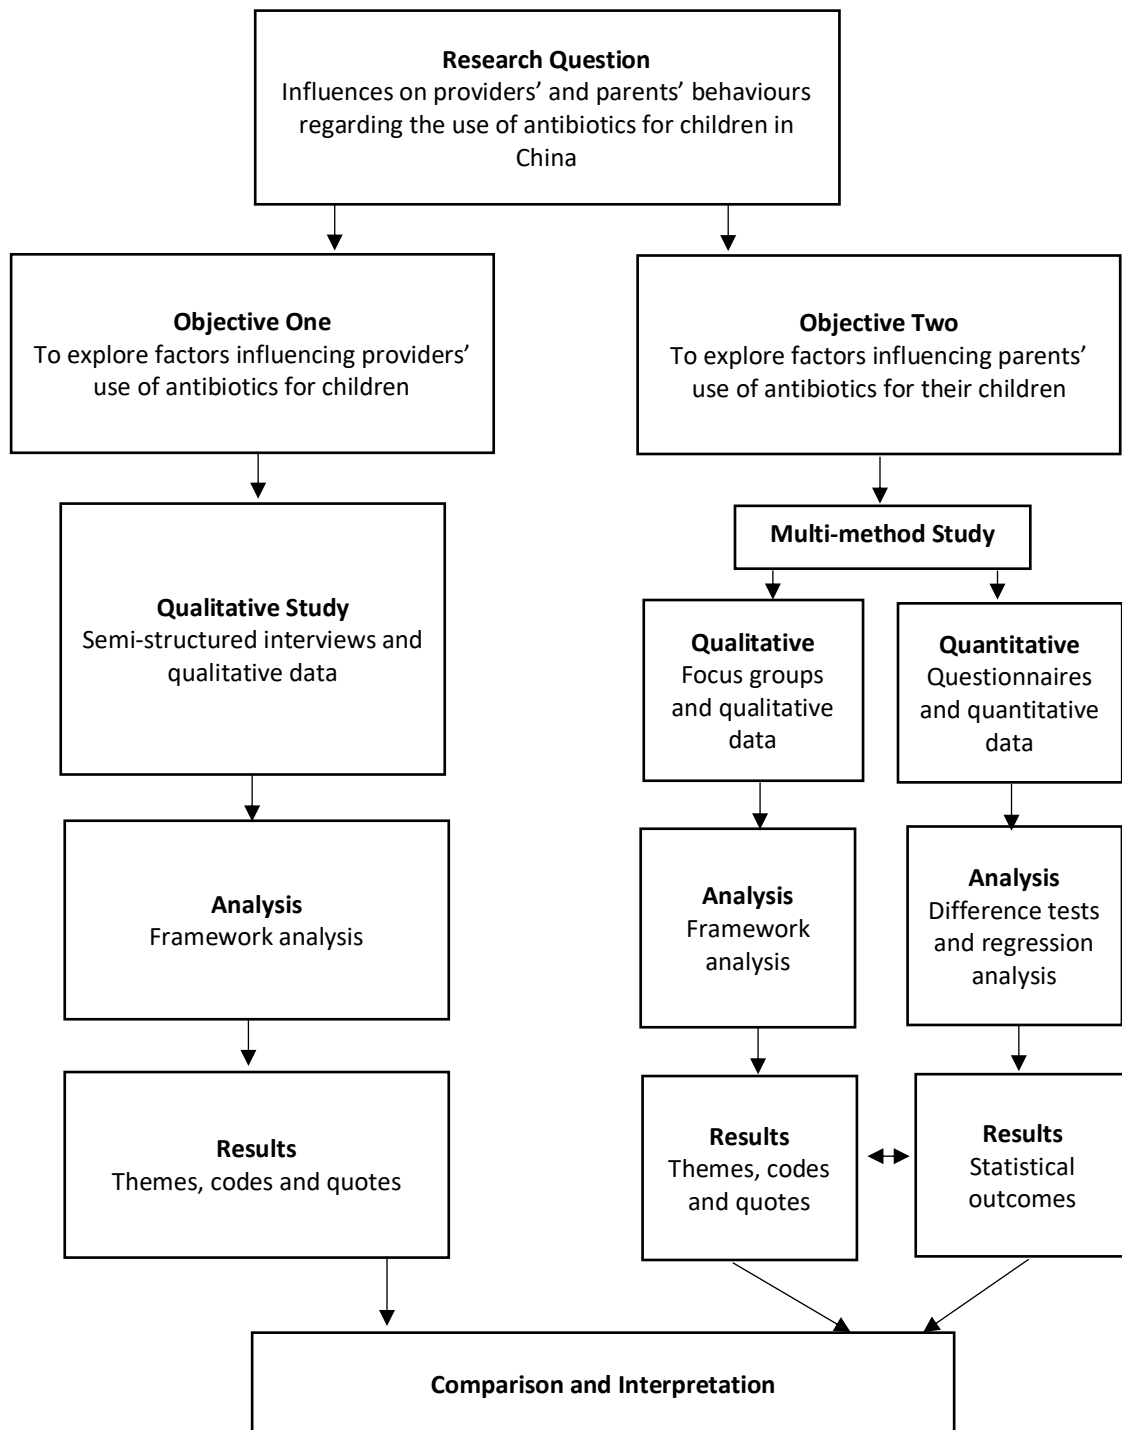 Research Question
Influences on providers’ and parents’ behaviours
regarding the use of antibiotics for children in
China
Objective One
To explore factors influencing providers’
use of antibiotics for children
Objective Two
To explore factors influencing parents’
use of antibiotics for their children
Multi-method Study
Qualitative Study
Semi-structured interviews and
qualitative data
Qualitative
Focus groups
and qualitative
data
Quantitative
Questionnaires
and quantitative
data
Analysis
Framework analysis
Analysis
Framework
analysis
Analysis
Difference tests
and regression
analysis
Results
Themes, codes and quotes
Results
Themes, codes
and quotes
Results
Statistical
outcomes
Comparison and Interpretation